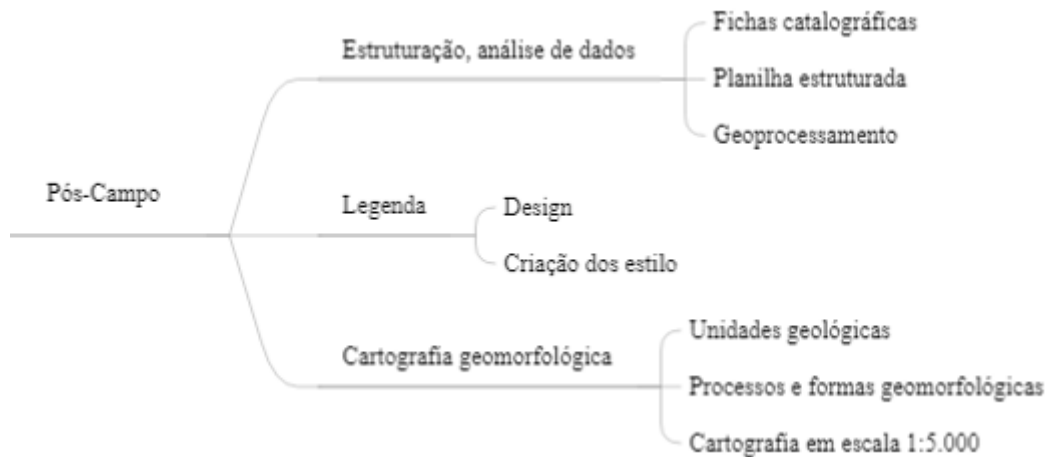 Pós-Campo
Estruturação, análise de dados
Fichas catalográficas
Planilha estruturada
Geoprocessamento
Legenda
Design
Criação dos estilo
Cartografia geomorfológica
Unidades geológicas
Processos e formas geomorfológicas
Cartografia em escala 1:5.000